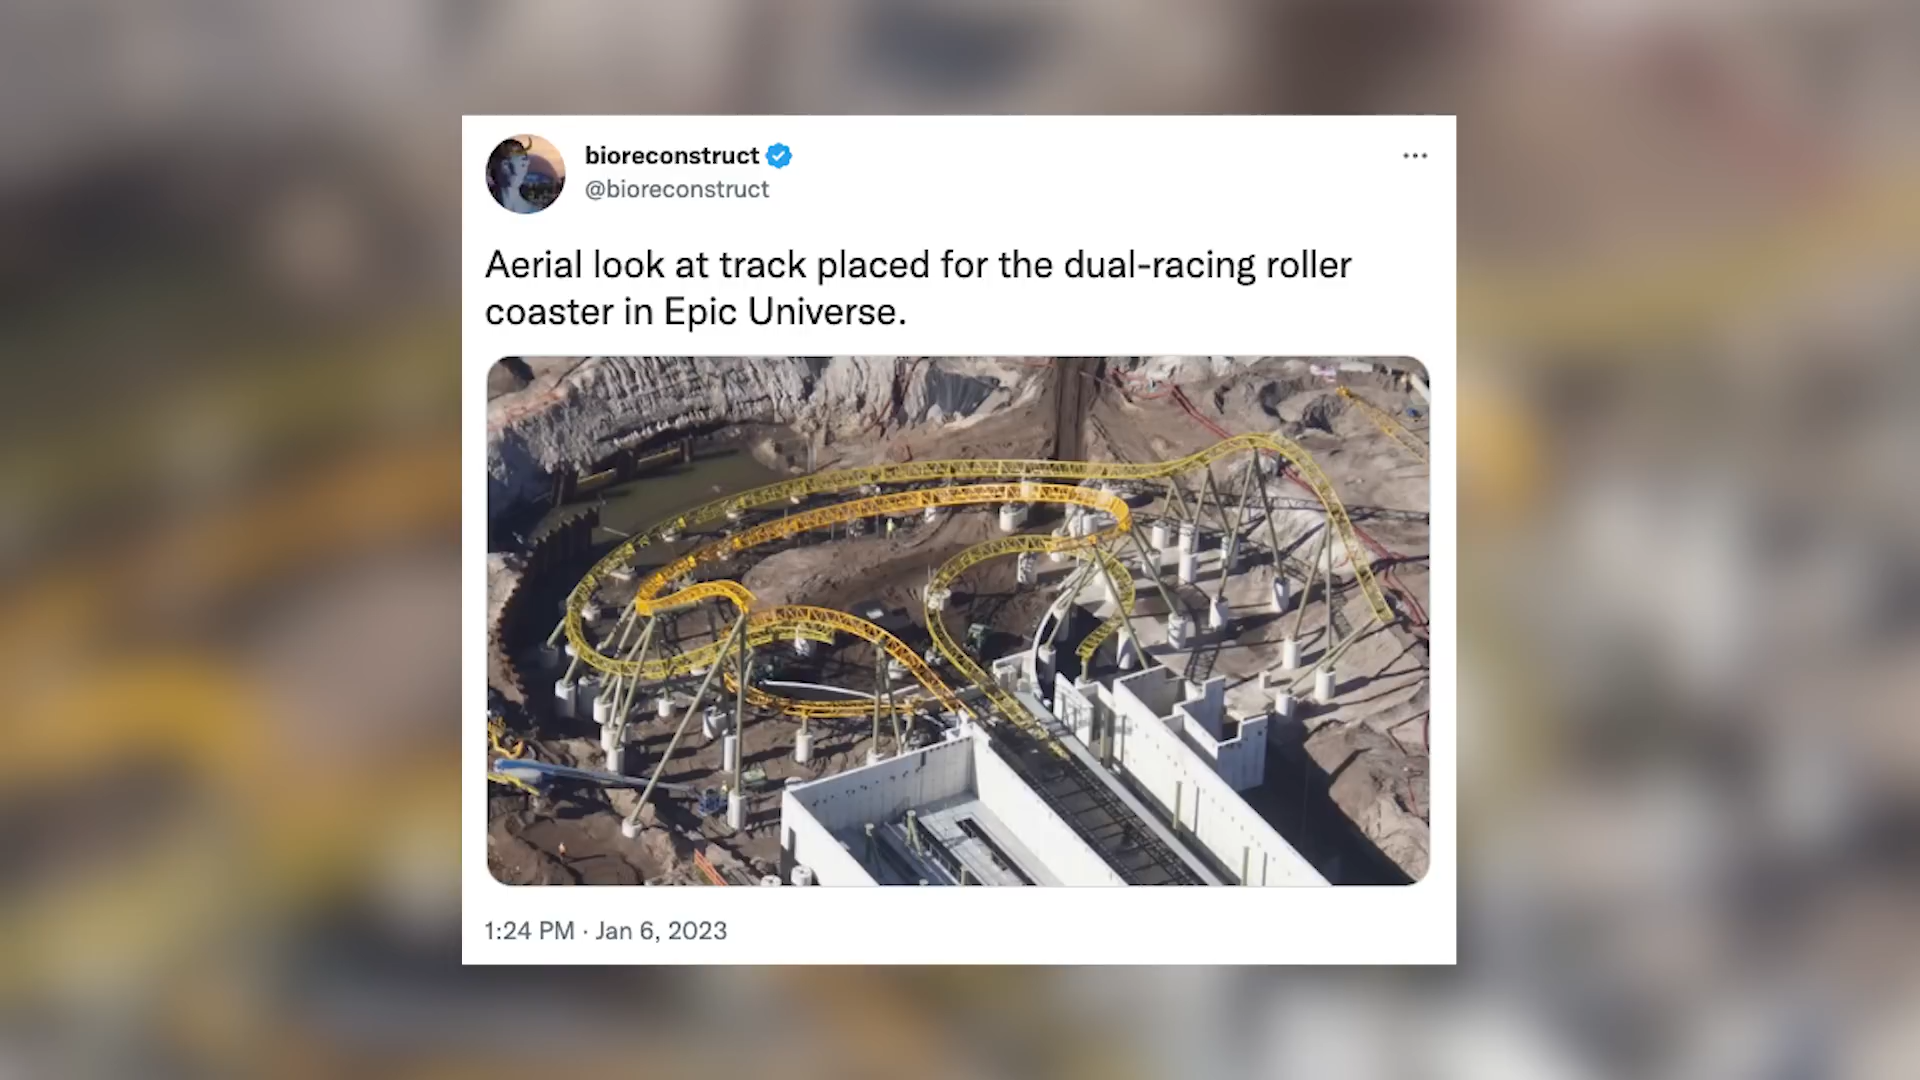 bioreconstruct
@bioreconstruct
Aerial look at track placed for the dual-racing roller
coaster in Epic Universe.
1:24 PM · Jan 6, 2023